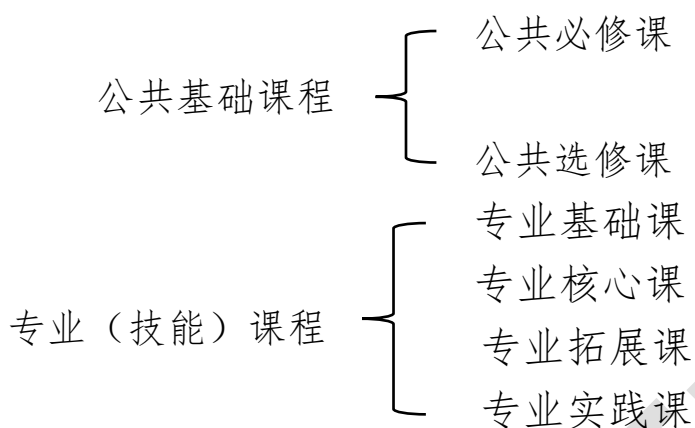 公共基础课程
公共必修课
公共选修课
专业（技能）课程
专业基础课
专业核心课
专业拓展课
专业实践课